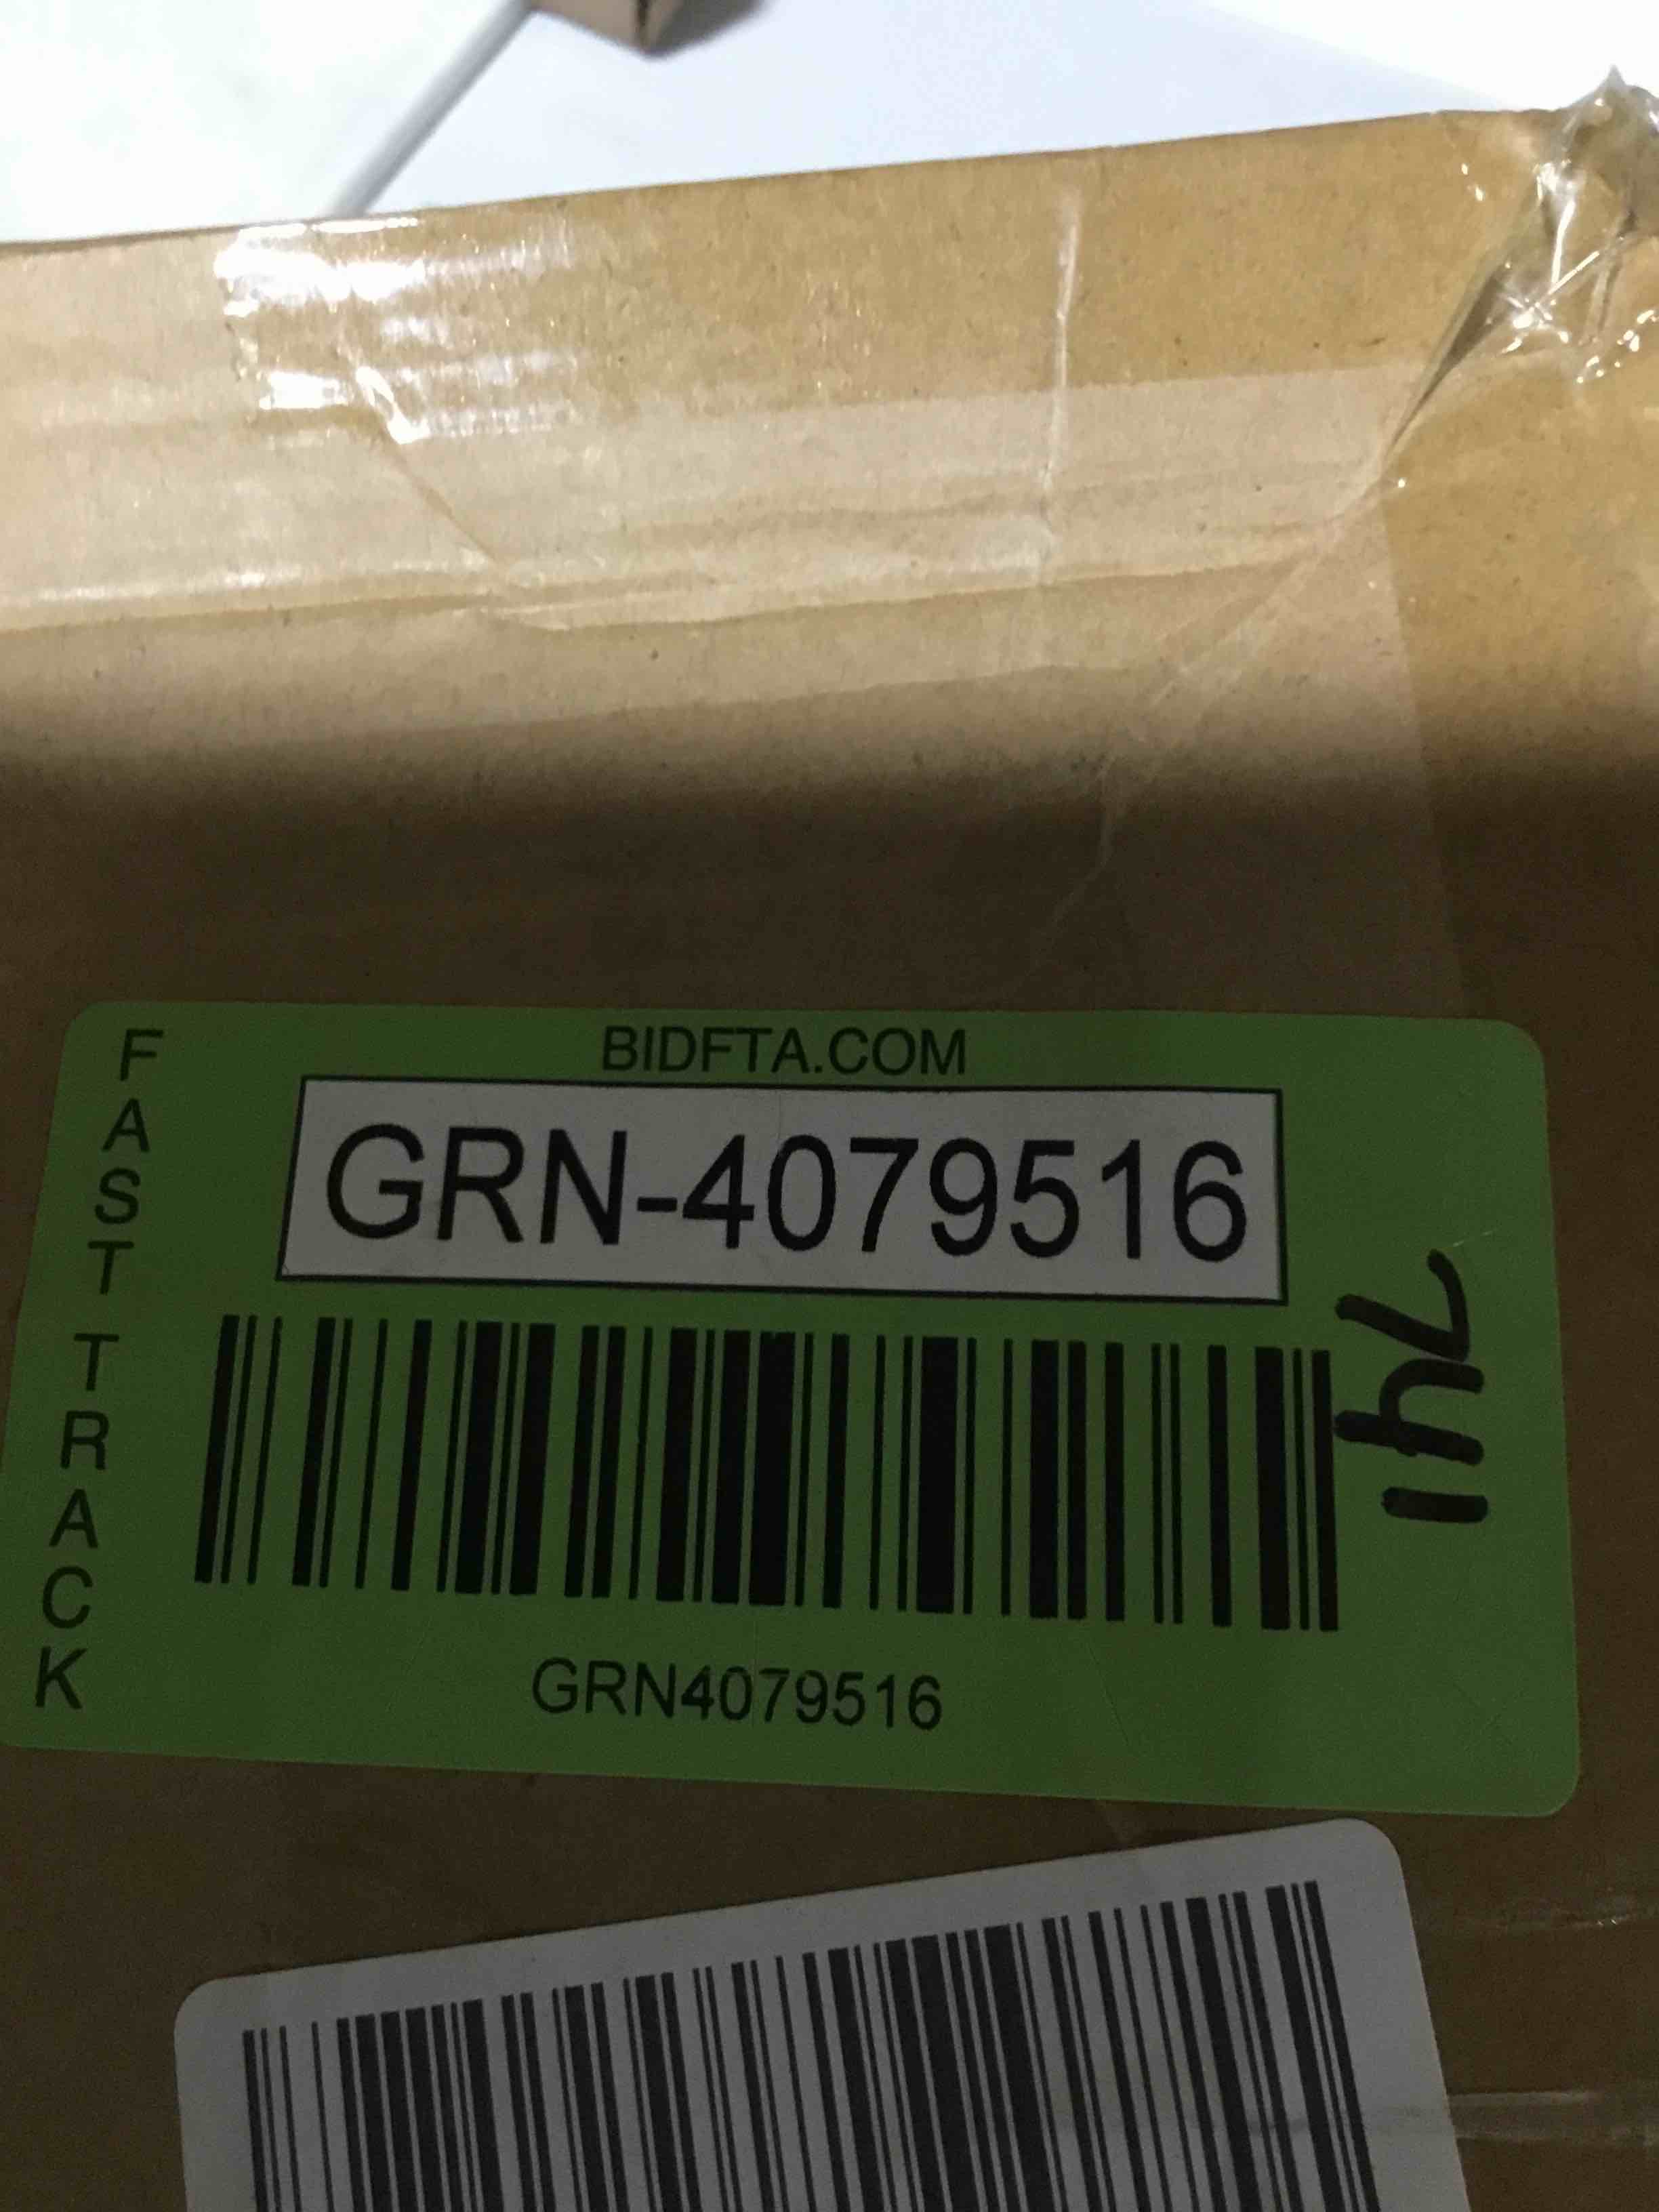 BIDFTA.COM
FAST TRACK
GRN-4079516
741
GRN4079516